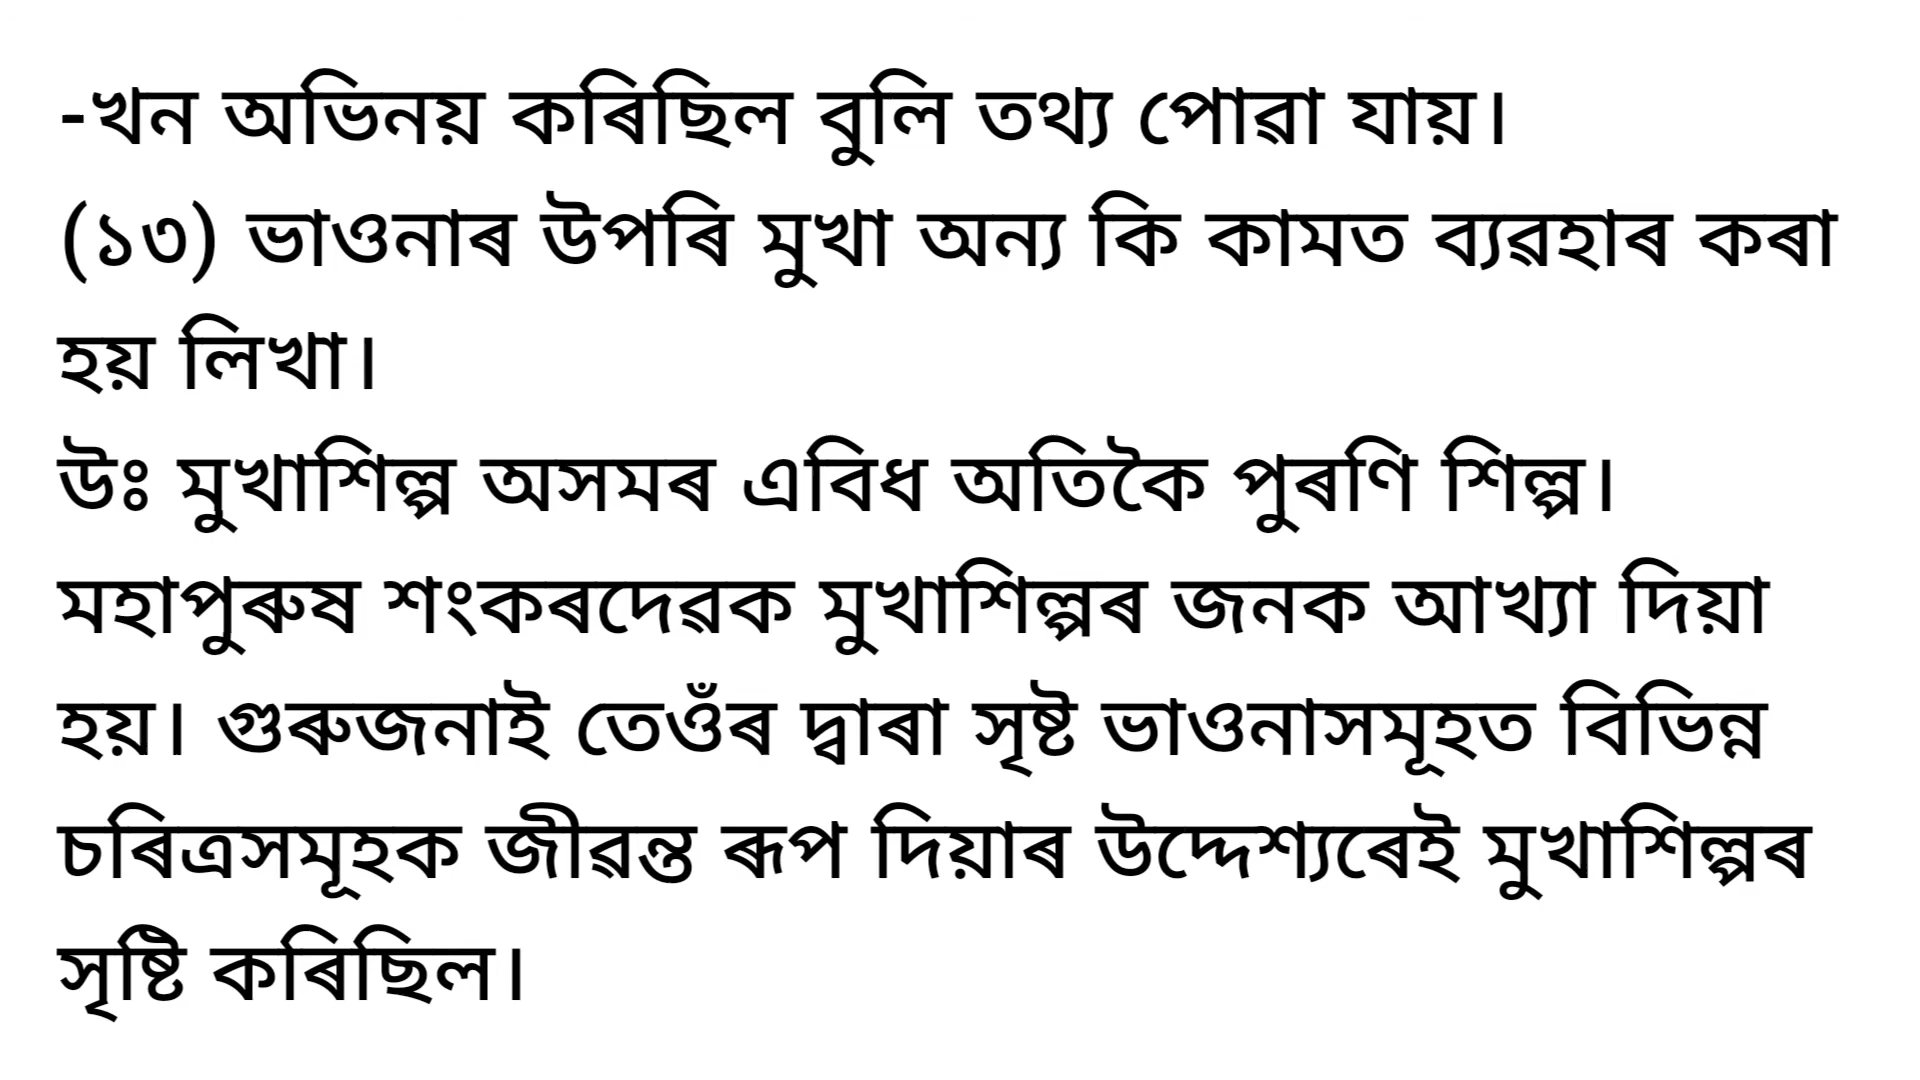 -খন অভিনয় কৰিছিল বুলি তথ্য পোৱা যায়।
(১৩) ভাওনাৰ উপৰি মুখা অন্য কি কামত ব্যৱহাৰ কৰা
হয় লিখা।
উঃ মুখাশিল্প অসমৰ এবিধ অতিকৈ পুৰণি শিল্প।
মহাপুৰুষ শংকৰদেৱক মুখাশিল্পৰ জনক আখ্যা দিয়া
হয়। গুৰুজনাই তেওঁৰ দ্বাৰা সৃষ্ট ভাওনাসমূহত বিভিন্ন
চৰিত্ৰসমূহক জীৱন্ত ৰূপ দিয়াৰ উদ্দেশ্যৰেই মুখাশিল্পৰ
সৃষ্টি কৰিছিল।